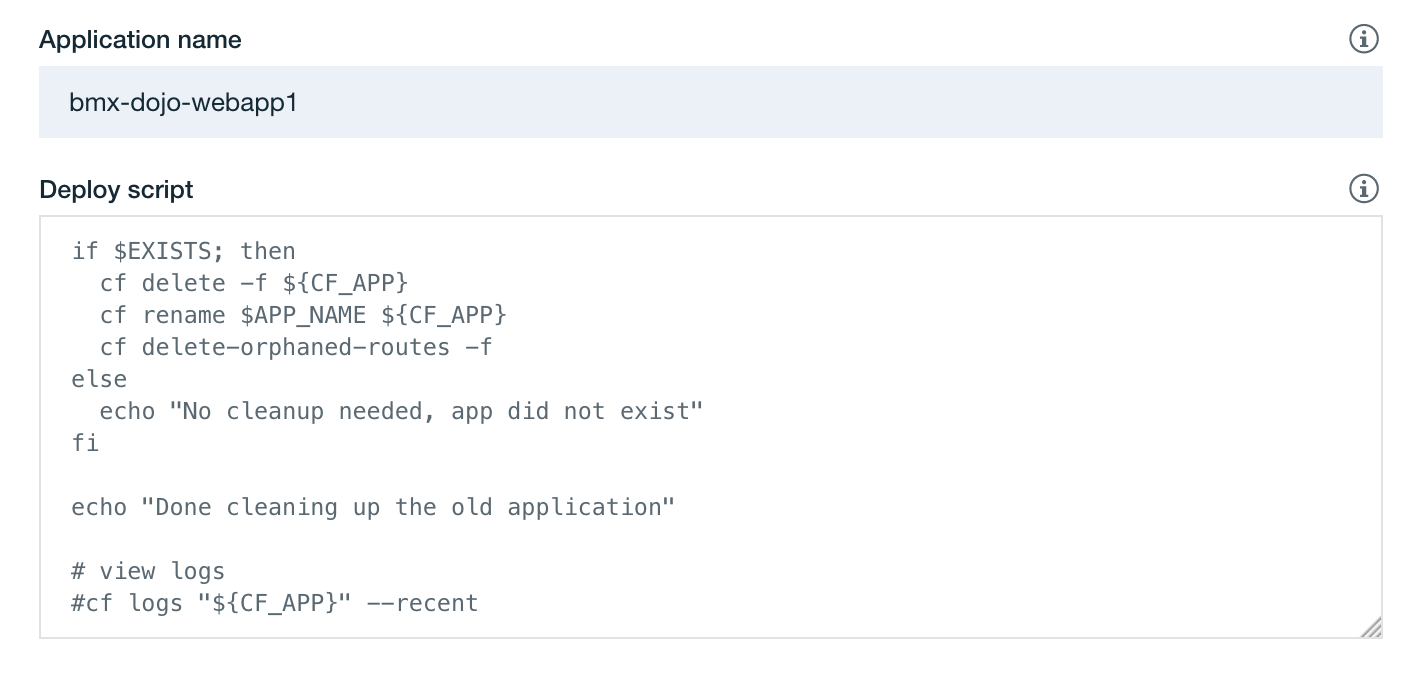 Application name
bmx-dojo-webapp1
Deploy script
if $EXISTS; then
  cf delete -f ${CF_APP}
  cf rename $APP_NAME ${CF_APP}
  cf delete-orphaned-routes -f
else
  echo "No cleanup needed, app did not exist"
fi

echo "Done cleaning up the old application"

# view logs
#cf logs "${CF_APP}" --recent